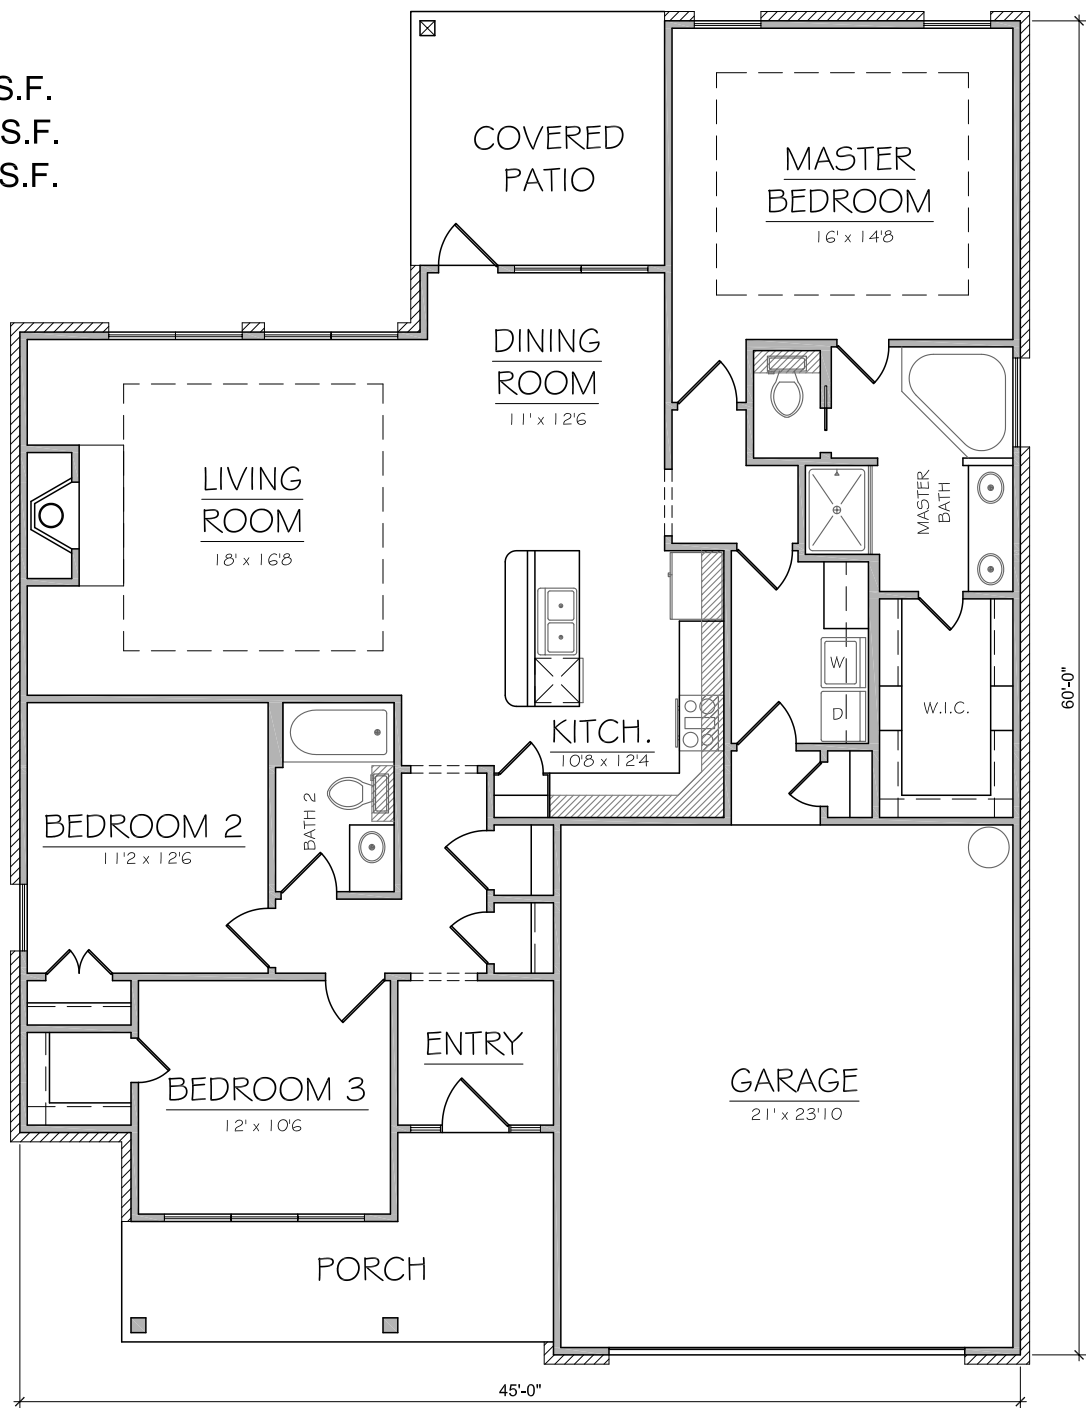 S.F.
S.F.
S.F.
COVERED
PATIO
MASTER
BEDROOM
16' x 14'8
DINING
ROOM
11' x 12'6
LIVING
ROOM
18' x 16'8
MASTER
BATH
60'-0"
W
D
W.I.C.
KITCH.
10'8 x 12'4
BEDROOM 2
11'2 x 12'6
BATH 2
ENTRY
BEDROOM 3
12' x 10'6
GARAGE
21' x 23'10
PORCH
45'-0"